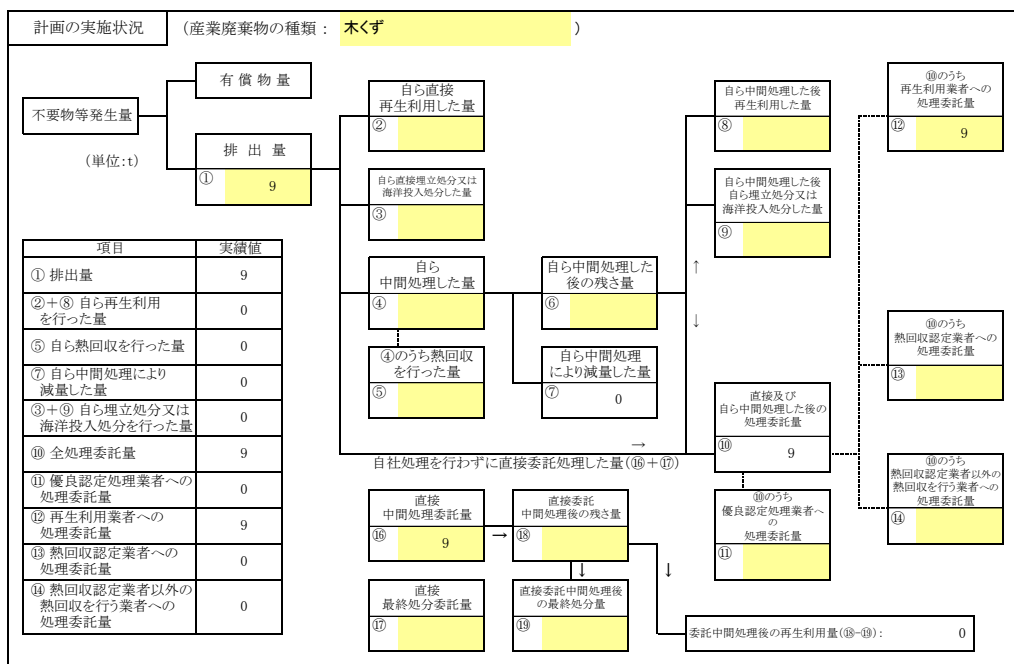 計画の実施状況
(産業廃棄物の種類： 木くず )
不要物等発生量
(単位:t)
有償物量
排出量
① 9
自ら直接
再生利用した量
②
自ら直接埋立処分又は
海洋投入処分した量
③
自ら
中間処理した量
④
④のうち熱回収
を行った量
⑤
自ら中間処理した
後の残さ量
⑥
自ら中間処理
により減量した量
⑦ 0
自ら中間処理した後
再生利用した量
⑧
自ら中間処理した後
自ら埋立処分又は
海洋投入処分した量
⑨
↑
↓
直接及び
自ら中間処理した後の
処理委託量
⑩ 9
⑩のうち
優良認定処理業者へ
の
処理委託量
⑪
⑩のうち
再生利用業者への
処理委託量
⑫ 9
⑩のうち
熱回収認定業者への
処理委託量
⑬
⑩のうち
熱回収認定業者以外の
熱回収を行う業者への
処理委託量
⑭
→
自社処理を行わずに直接委託処理した量(⑯+⑰)
直接
中間処理委託量
⑯ 9
→
直接委託
中間処理後の残さ量
⑱
↓
↓
直接
最終処分委託量
⑰
直接委託中間処理後
の最終処分量
⑲
委託中間処理後の再生利用量(⑱-⑲)： 0
項目 実績値
① 排出量 9
②+⑧ 自ら再生利用
を行った量 0
⑤ 自ら熱回収を行った量 0
⑦ 自ら中間処理により
減量した量 0
③+⑨ 自ら埋立処分又は
海洋投入処分を行った量 0
⑩ 全処理委託量 9
⑪ 優良認定処理業者への
処理委託量 0
⑫ 再生利用業者への
処理委託量 9
⑬ 熱回収認定業者への
処理委託量 0
⑭ 熱回収認定業者以外の
熱回収を行う業者への
処理委託量 0